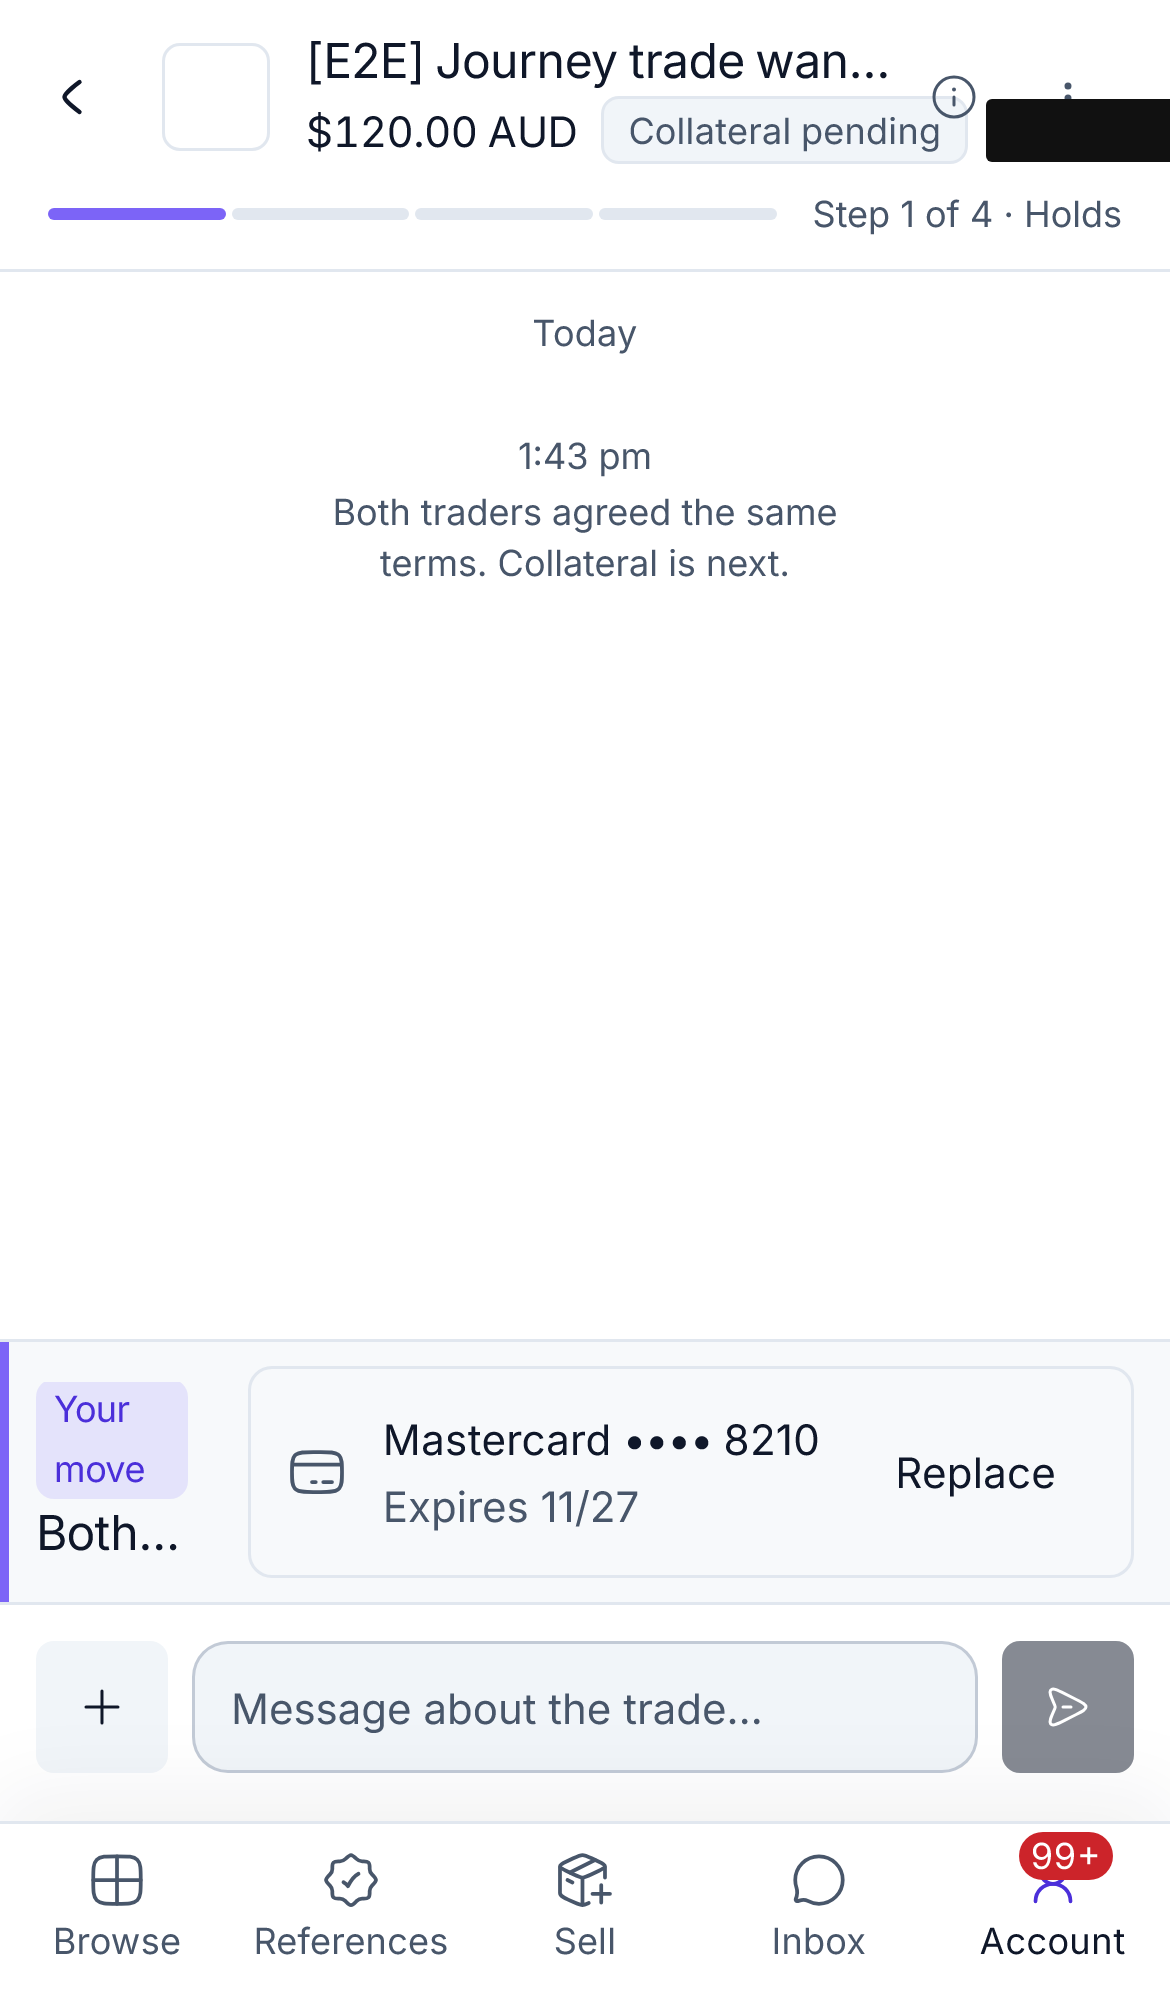 [E2E] Journey trade wan...
$120.00 AUD Collateral pending
Step 1 of 4 · Holds
Today
1:43 pm
Both traders agreed the same
terms. Collateral is next.
Your
move
Both...
Mastercard •••• 8210
Expires 11/27
Replace
Message about the trade...
99+
Browse
References
Sell
Inbox
Account